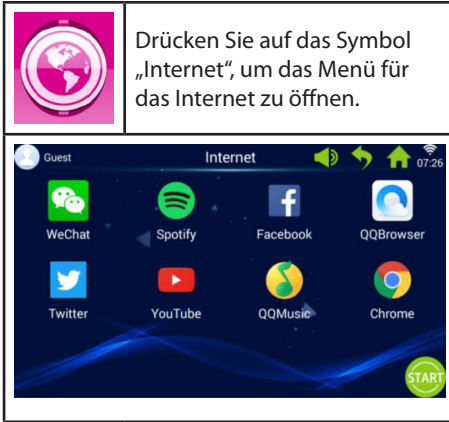 Drücken Sie auf das Symbol
„Internet“, um das Menü für
das Internet zu öffnen.
Guest Internet 07:26
WeChat Spotify Facebook QQBrowser
Twitter YouTube QQMusic Chrome
START